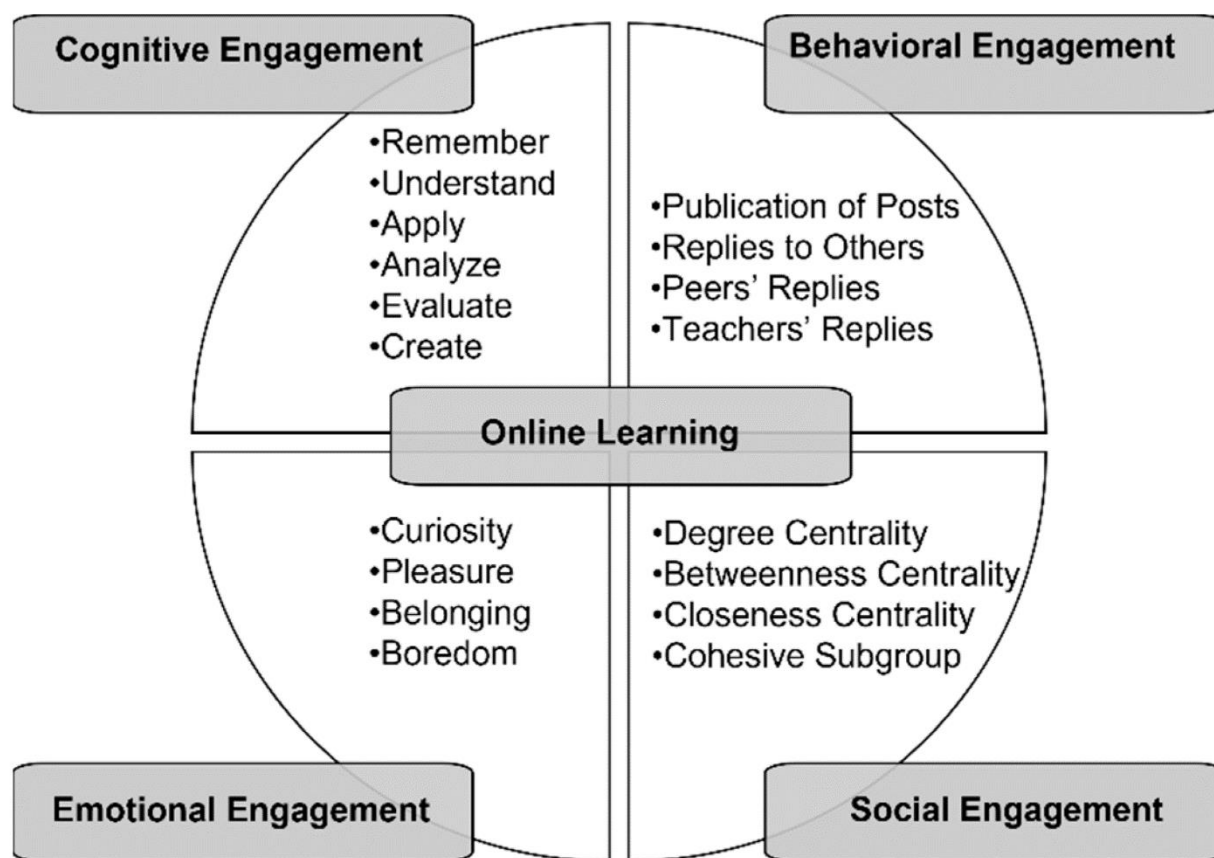 Cognitive Engagement
•Remember
•Understand
•Apply
•Analyze
•Evaluate
•Create
Behavioral Engagement
•Publication of Posts
•Replies to Others
•Peers’ Replies
•Teachers’ Replies
Online Learning
•Curiosity
•Pleasure
•Belonging
•Boredom
Emotional Engagement
•Degree Centrality
•Betweenness Centrality
•Closeness Centrality
•Cohesive Subgroup
Social Engagement